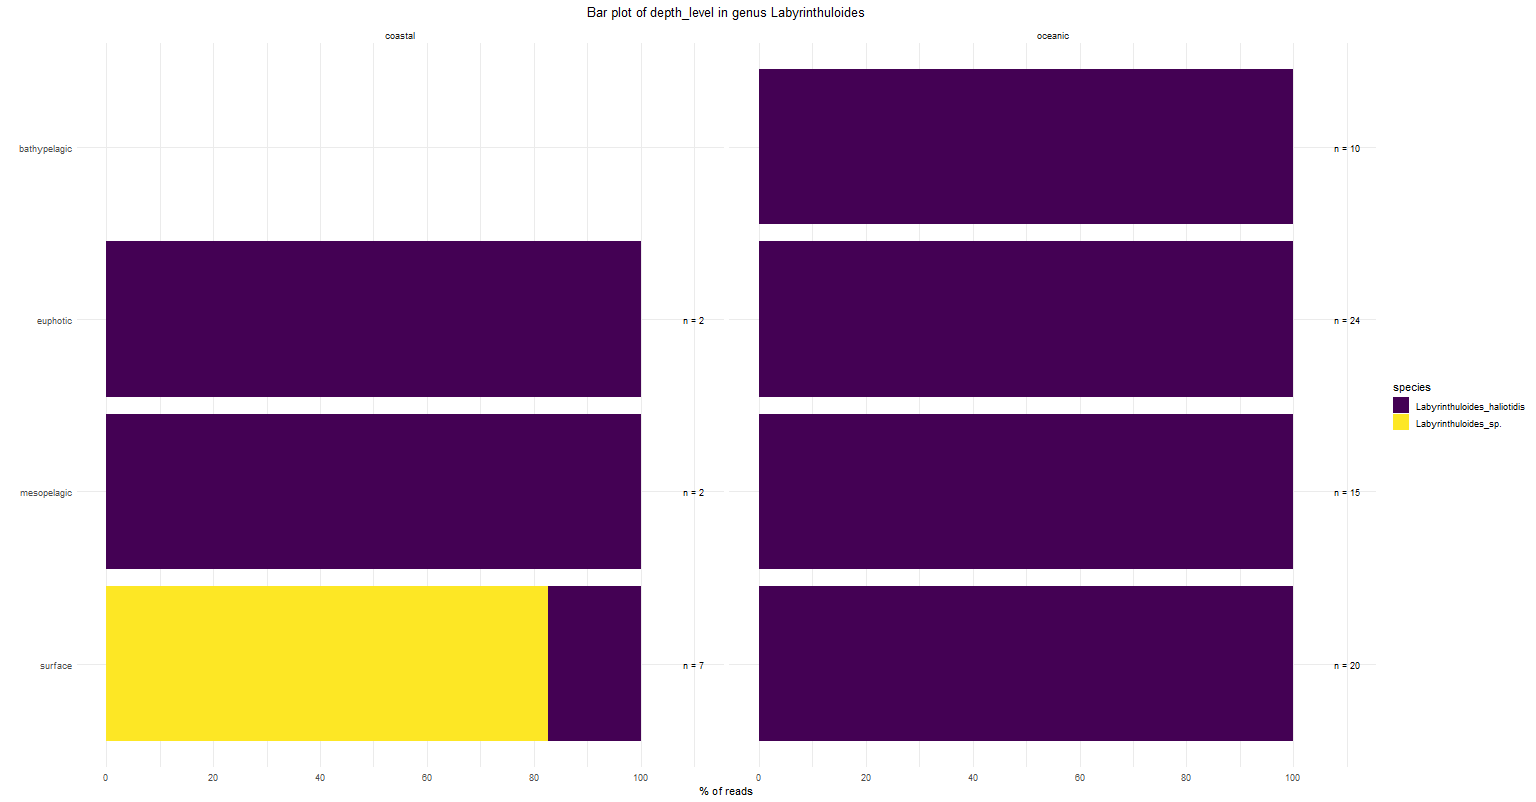 Bar plot of depth_level in genus Labyrinthuloides
coastal
oceanic
bathypelagic
n = 10
euphotic
n = 2
n = 24
mesopelagic
n = 2
n = 15
surface
n = 7
n = 20
species
Labyrinthuloides_haliotidis
Labyrinthuloides_sp.
0 20 40 60 80 100
0 20 40 60 80 100
% of reads